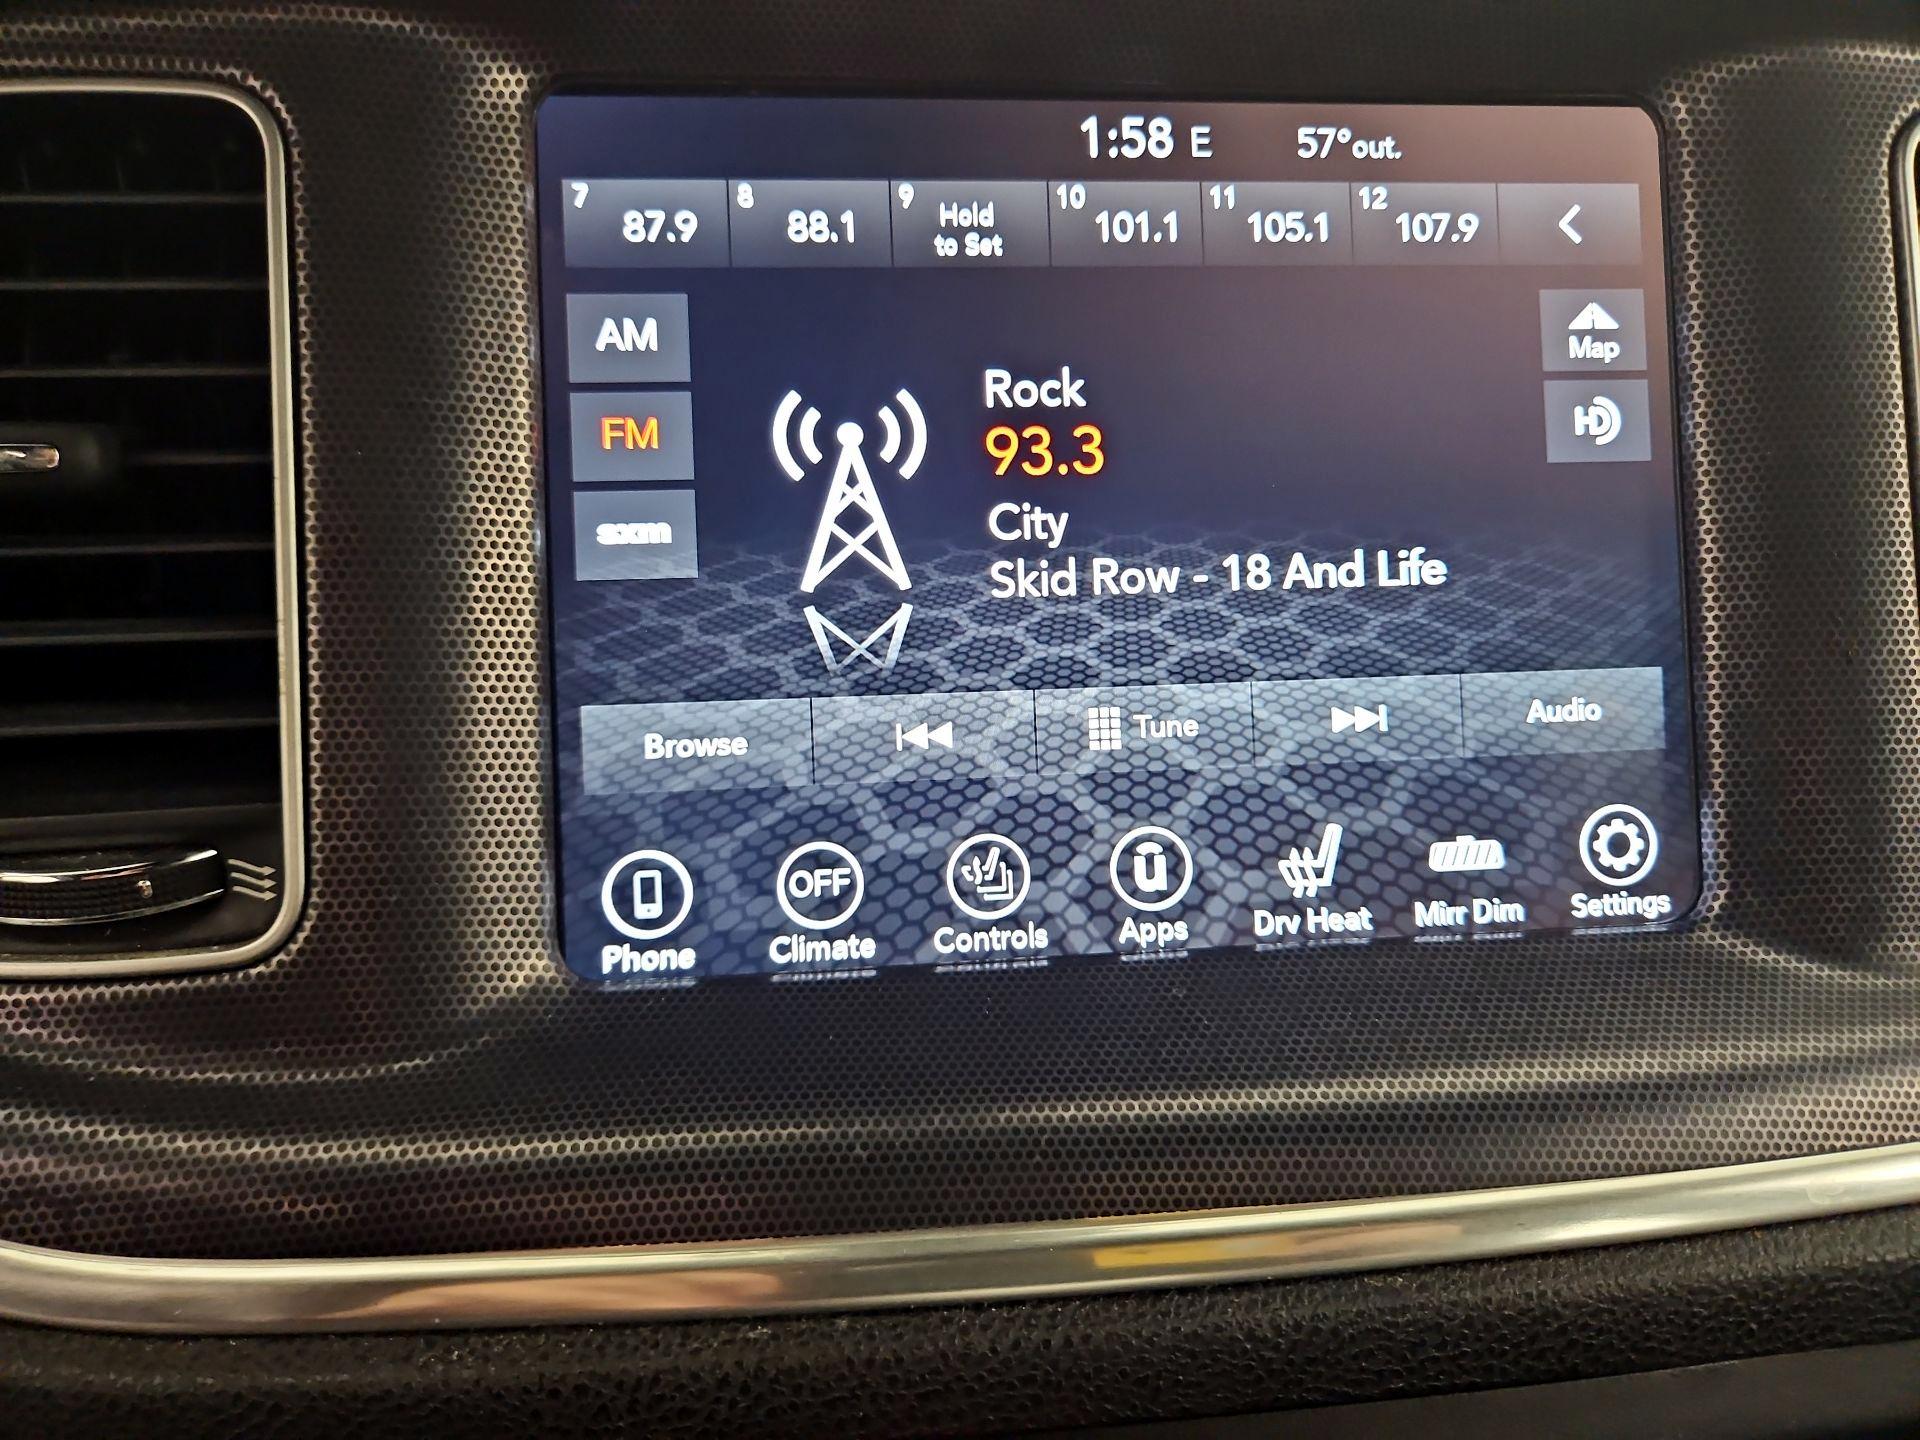 1:58 E 57° out.
7 87.9 8 88.1 9 Hold to Set 10 101.1 11 105.1 12 107.9
AM
Map
FM
HD
sxm
Rock
93.3
City
Skid Row - 18 And Life
Browse Tune Audio
OFF
Phone Climate Controls Apps Drv Heat Mirr Dim Settings